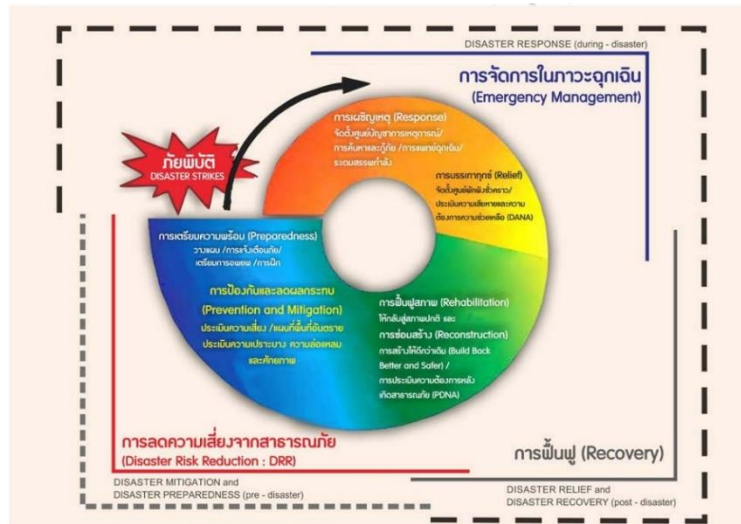 DISASTER RESPONSE (during - disaster)
การจัดการในภาวะฉุกเฉิน
(Emergency Management)
การเผชิญเหตุ (Response)
จัดตั้งศูนย์บัญชาการเหตุการณ์/
การค้นหาและกู้ภัย /การแพทย์ฉุกเฉิน/
ระดมสรรพกำลัง
ภัยพิบัติ
DISASTER STRIKES
การบรรเทาทุกข์ (Relief)
จัดตั้งศูนย์พักพิงชั่วคราว/
ประเมินความเสียหายและความ
ต้องการความช่วยเหลือ (DANA)
การเตรียมความพร้อม (Preparedness)
วางแผน /การแจ้งเตือนภัย/
เตรียมการอพยพ /การฝึก
การป้องกันและลดผลกระทบ
(Prevention and Mitigation)
ประเมินความเสี่ยง /แผนที่พื้นที่อันตราย
ประเมินความเปราะบาง ความล่อแหลม
และศักยภาพ
การฟื้นฟูสภาพ (Rehabilitation)
ให้กลับสู่สภาพปกติ และ
การซ่อมสร้าง (Reconstruction)
การสร้างให้ดีกว่าเดิม (Build Back
Better and Safer) /
การประเมินความต้องการหลัง
เกิดสาธารณภัย (PDNA)
การลดความเสี่ยงจากสาธารณภัย
(Disaster Risk Reduction : DRR)
การฟื้นฟู (Recovery)
DISASTER MITIGATION and
DISASTER PREPAREDNESS (pre - disaster)
DISASTER RELIEF and
DISASTER RECOVERY (post - disaster)